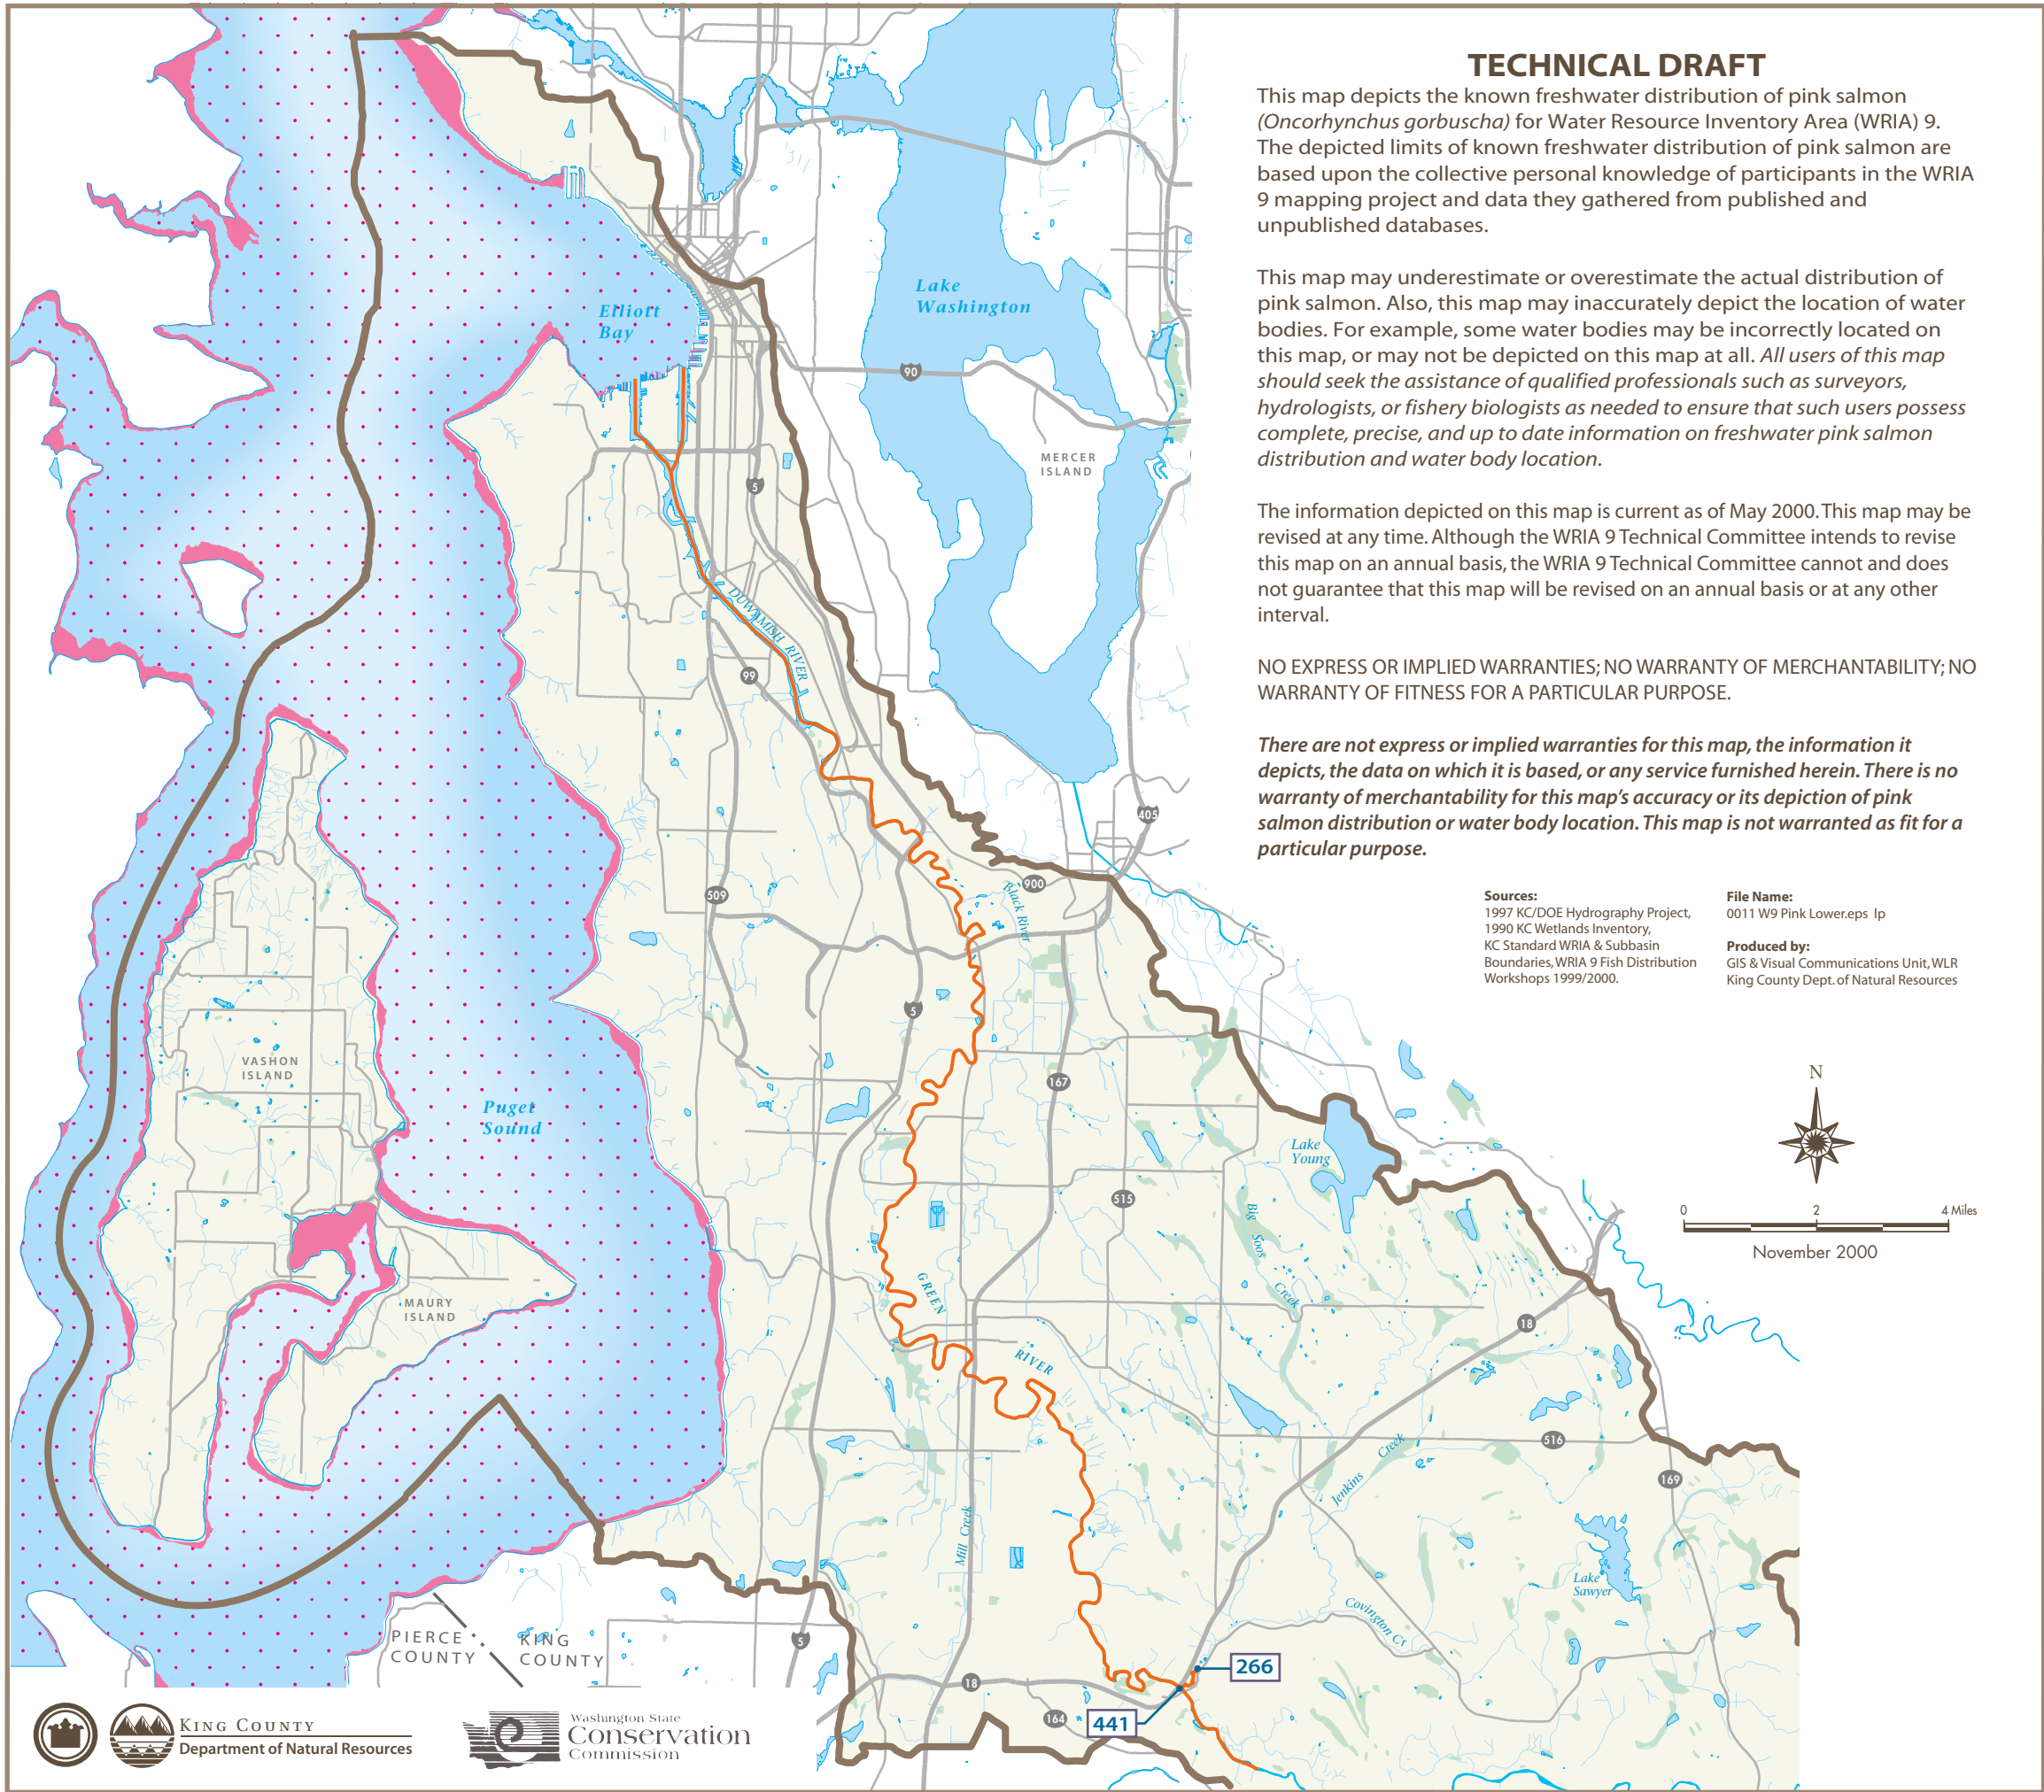 TECHNICAL DRAFT
This map depicts the known freshwater distribution of pink salmon
(Oncorhynchus gorbuscha) for Water Resource Inventory Area (WRIA) 9.
The depicted limits of known freshwater distribution of pink salmon are
based upon the collective personal knowledge of participants in the WRIA
9 mapping project and data they gathered from published and
unpublished databases.
This map may underestimate or overestimate the actual distribution of
pink salmon. Also, this map may inaccurately depict the location of water
bodies. For example, some water bodies may be incorrectly located on
this map, or may not be depicted on this map at all. All users of this map
should seek the assistance of qualified professionals such as surveyors,
hydrologists, or fishery biologists as needed to ensure that such users possess
complete, precise, and up to date information on freshwater pink salmon
distribution and water body location.
The information depicted on this map is current as of May 2000. This map may be
revised at any time. Although the WRIA 9 Technical Committee intends to revise
this map on an annual basis, the WRIA 9 Technical Committee cannot and does
not guarantee that this map will be revised on an annual basis or at any other
interval.
NO EXPRESS OR IMPLIED WARRANTIES; NO WARRANTY OF MERCHANTABILITY; NO
WARRANTY OF FITNESS FOR A PARTICULAR PURPOSE.
There are not express or implied warranties for this map, the information it
depicts, the data on which it is based, or any service furnished herein. There is no
warranty of merchantability for this map's accuracy or its depiction of pink
salmon distribution or water body location. This map is not warranted as fit for a
particular purpose.
Sources:
1997 KC/DOE Hydrography Project,
1990 KC Wetlands Inventory,
KC Standard WRIA & Subbasin
Boundaries, WRIA 9 Fish Distribution
Workshops 1999/2000.
File Name:
0011 W9 Pink Lower.eps lp
Produced by:
GIS & Visual Communications Unit, WLR
King County Dept. of Natural Resources
N
0 2 4 Miles
November 2000
Lake
Washington
Elliott
Bay
90
MERCER
ISLAND
5
DUWAMISH RIVER
99
405
900
Black River
509
5
VASHON
ISLAND
Puget
Sound
167
Lake
Young
515
Big Soos Creek
MAURY
ISLAND
GREEN
RIVER
18
516
Jenkins Creek
169
Mill Creek
Lake
Sawyer
Covington Cr
PIERCE
COUNTY
KING
COUNTY
5
266
18
164
441
KING COUNTY
Department of Natural Resources
Washington State
Conservation
Commission